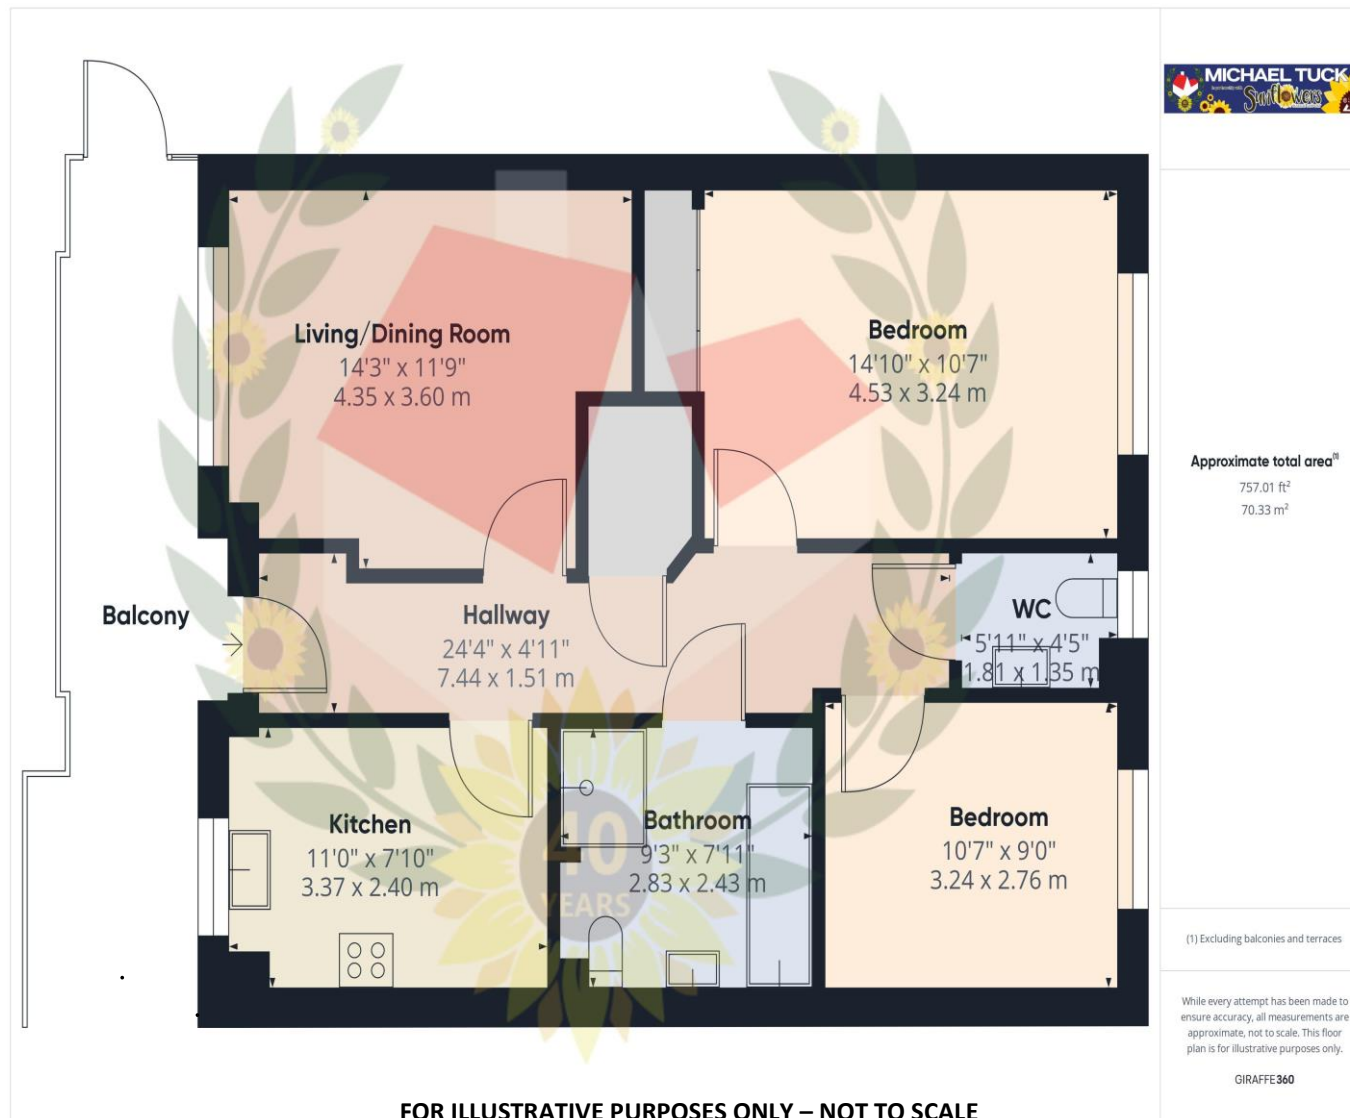 MICHAEL TUCK
Sunflowers
Living/Dining Room
14'3" x 11'9"
4.35 x 3.60 m
Bedroom
14'10" x 10'7"
4.53 x 3.24 m
Approximate total area(1)
757.01 ft²
70.33 m²
Balcony
Hallway
24'4" x 4'11"
7.44 x 1.51 m
WC
5'11" x 4'5"
1.81 x 1.35 m
Kitchen
11'0" x 7'10"
3.37 x 2.40 m
40
YEARS
Bathroom
9'3" x 7'11"
2.83 x 2.43 m
Bedroom
10'7" x 9'0"
3.24 x 2.76 m
(1) Excluding balconies and terraces
While every attempt has been made to
ensure accuracy, all measurements are
approximate, not to scale. This floor
plan is for illustrative purposes only.
GIRAFFE360
FOR ILLUSTRATIVE PURPOSES ONLY – NOT TO SCALE